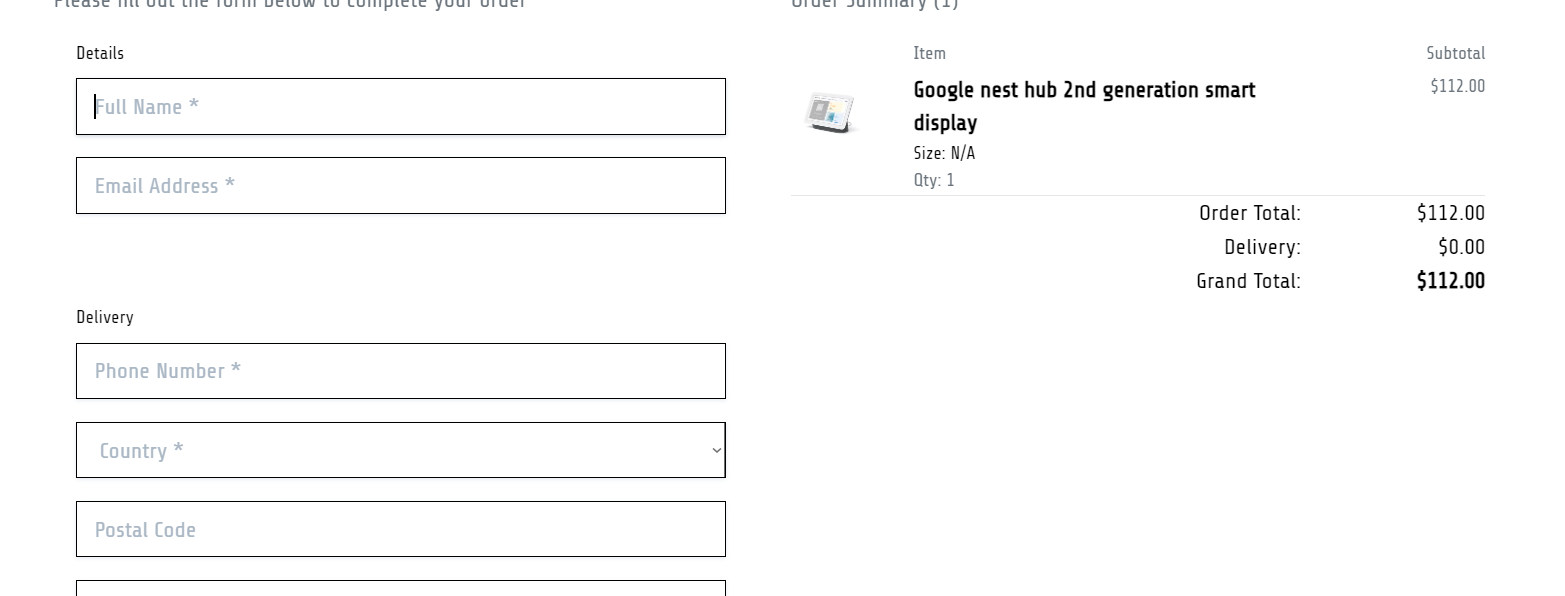 Please fill out the form below to complete your order
Order Summary (1)
Details
Full Name *
Email Address *
Delivery
Phone Number *
Country *
Postal Code
Item
Subtotal
Google nest hub 2nd generation smart
display
$112.00
Size: N/A
Qty: 1
Order Total: $112.00
Delivery: $0.00
Grand Total: $112.00